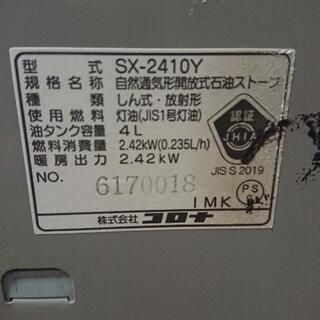 型式 SX-2410Y
規格名称 自然通気形開放式石油ストーブ
種類 しん式・放射形
使用燃料 灯油(JIS1号灯油)
油タンク容量 4L
燃料消費量 2.42kW(0.235L/h)
暖房出力 2.42kW
認証
JHIA
JIS S 2019
NO. 6170018
PS
IMK
株式会社コロナ